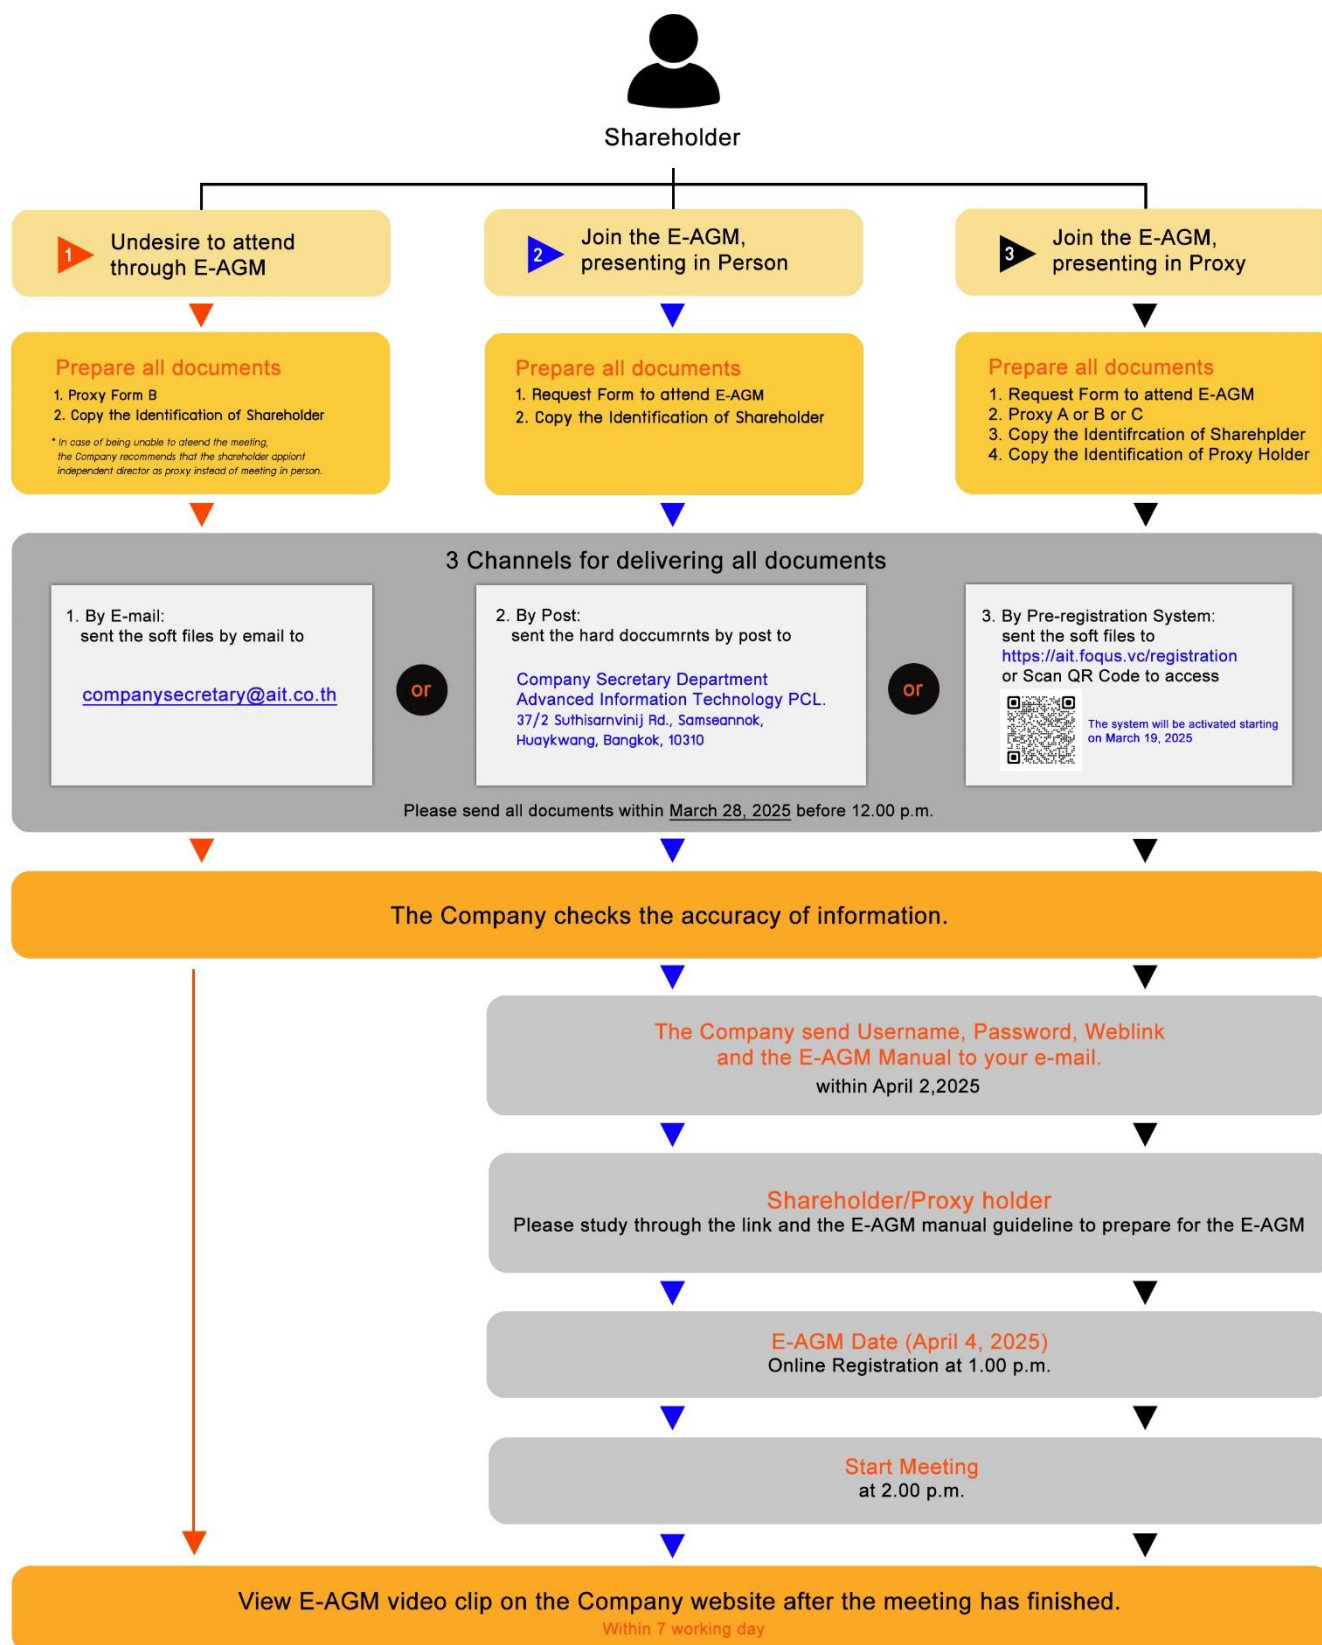 Shareholder
1
Undesire to attend
through E-AGM
2
Join the E-AGM,
presenting in Person
3
Join the E-AGM,
presenting in Proxy
Prepare all documents
1. Proxy Form B
2. Copy the Identification of Shareholder
* In case of being unable to ateend the meeting,
the Company recommends that the shareholder appiont
independent director as proxy instead of meeting in person.
Prepare all documents
1. Request Form to attend E-AGM
2. Copy the Identification of Shareholder
Prepare all documents
1. Request Form to attend E-AGM
2. Proxy A or B or C
3. Copy the Identifrcation of Sharehplder
4. Copy the Identification of Proxy Holder
3 Channels for delivering all documents
1. By E-mail:
sent the soft files by email to
companysecretary@ait.co.th
or
2. By Post:
sent the hard doccumrnts by post to
Company Secretary Department
Advanced Information Technology PCL.
37/2 Suthisarnvinij Rd., Samseannok,
Huaykwang, Bangkok, 10310
or
3. By Pre-registration System:
sent the soft files to
https://ait.foqus.vc/registration
or Scan QR Code to access
The system will be activated starting
on March 19, 2025
Please send all documents within March 28, 2025 before 12.00 p.m.
The Company checks the accuracy of information.
The Company send Username, Password, Weblink
and the E-AGM Manual to your e-mail.
within April 2,2025
Shareholder/Proxy holder
Please study through the link and the E-AGM manual guideline to prepare for the E-AGM
E-AGM Date (April 4, 2025)
Online Registration at 1.00 p.m.
Start Meeting
at 2.00 p.m.
View E-AGM video clip on the Company website after the meeting has finished.
Within 7 working day